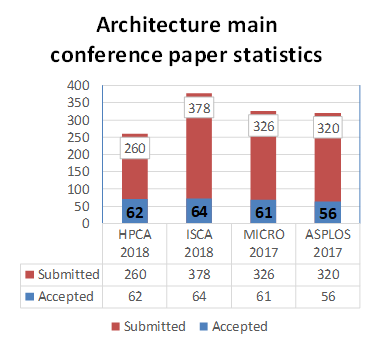 Architecture main
conference paper statistics
400
350
300
250
200
150
100
50
0
260
378
326
320
62
64
61
56
HPCA 2018
ISCA 2018
MICRO 2017
ASPLOS 2017
Submitted 260 378 326 320
Accepted 62 64 61 56
Submitted Accepted